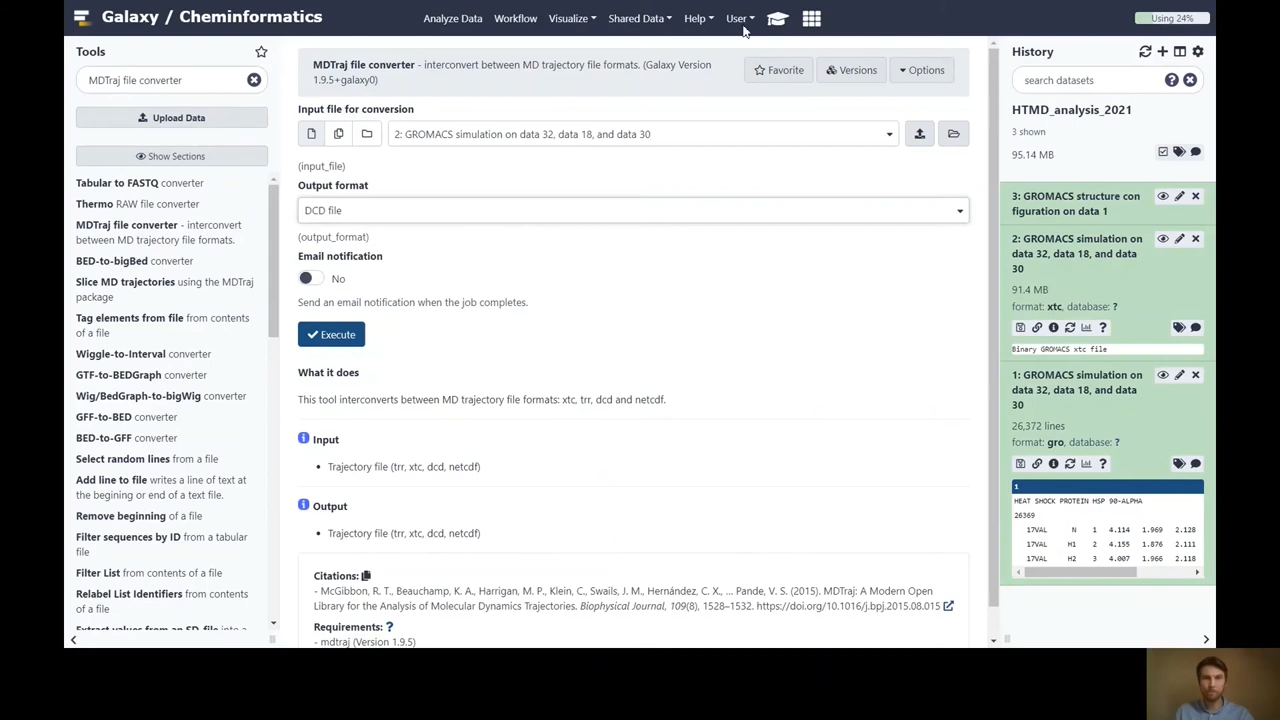 Galaxy / Cheminformatics
Analyze Data
Workflow
Visualize
Shared Data
Help
User
Using 24%
Tools
MDTraj file converter
Upload Data
Show Sections
Tabular to FASTQ converter
Thermo RAW file converter
MDTraj file converter - interconvert
between MD trajectory file formats.
BED-to-bigBed converter
Slice MD trajectories using the MDTraj
package
Tag elements from file from contents
of a file
Wiggle-to-Interval converter
GTF-to-BEDGraph converter
Wig/BedGraph-to-bigWig converter
GFF-to-BED converter
BED-to-GFF converter
Select random lines from a file
Add line to file writes a line of text at
the begining or end of a text file.
Remove beginning of a file
Filter sequences by ID from a tabular
file
Filter List from contents of a file
Relabel List Identifiers from contents
of a file
Extract values from an SD-file into a
MDTraj file converter - interconvert between MD trajectory file formats. (Galaxy Version
1.9.5+galaxy0)
Favorite
Versions
Options
Input file for conversion
2: GROMACS simulation on data 32, data 18, and data 30
(input_file)
Output format
DCD file
(output_format)
Email notification
No
Send an email notification when the job completes.
Execute
What it does
This tool interconverts between MD trajectory file formats: xtc, trr, dcd and netcdf.
Input
• Trajectory file (trr, xtc, dcd, netcdf)
Output
• Trajectory file (trr, xtc, dcd, netcdf)
Citations:
- McGibbon, R. T., Beauchamp, K. A., Harrigan, M. P., Klein, C., Swails, J. M., Hernández, C. X., … Pande, V. S. (2015). MDTraj: A Modern Open
Library for the Analysis of Molecular Dynamics Trajectories. Biophysical Journal, 109(8), 1528–1532. https://doi.org/10.1016/j.bpj.2015.08.015
Requirements: ?
- mdtraj (Version 1.9.5)
History
search datasets
HTMD_analysis_2021
3 shown
95.14 MB
3: GROMACS structure con
figuration on data 1
2: GROMACS simulation on
data 32, data 18, and data
30
91.4 MB
format: xtc, database: ?
Binary GROMACS xtc file
1: GROMACS simulation on
data 32, data 18, and data
30
26,372 lines
format: gro, database: ?
1
HEAT SHOCK PROTEIN HSP 90-ALPHA
26369
17VAL N 1 4.114 1.969 2.128
17VAL H1 2 4.155 1.876 2.111
17VAL H2 3 4.007 1.966 2.118